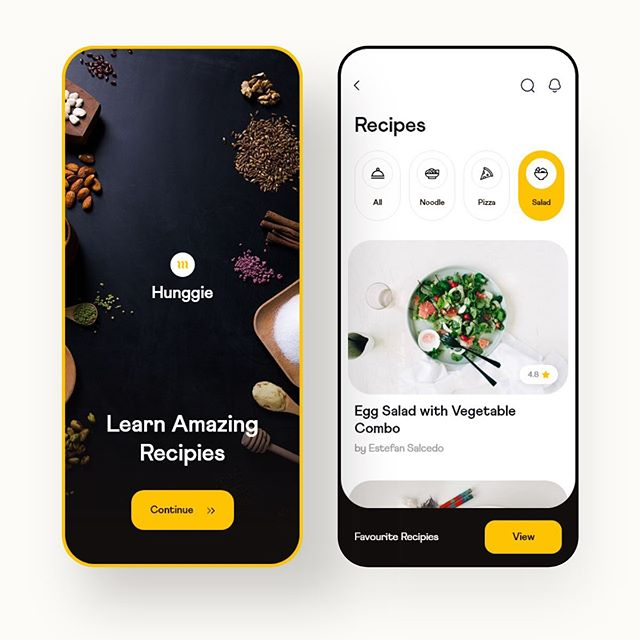 Hunggie
Learn Amazing
Recipies
Continue
Recipes
All
Noodle
Pizza
Salad
4.8
Egg Salad with Vegetable
Combo
by Estefan Salcedo
Favourite Recipies
View